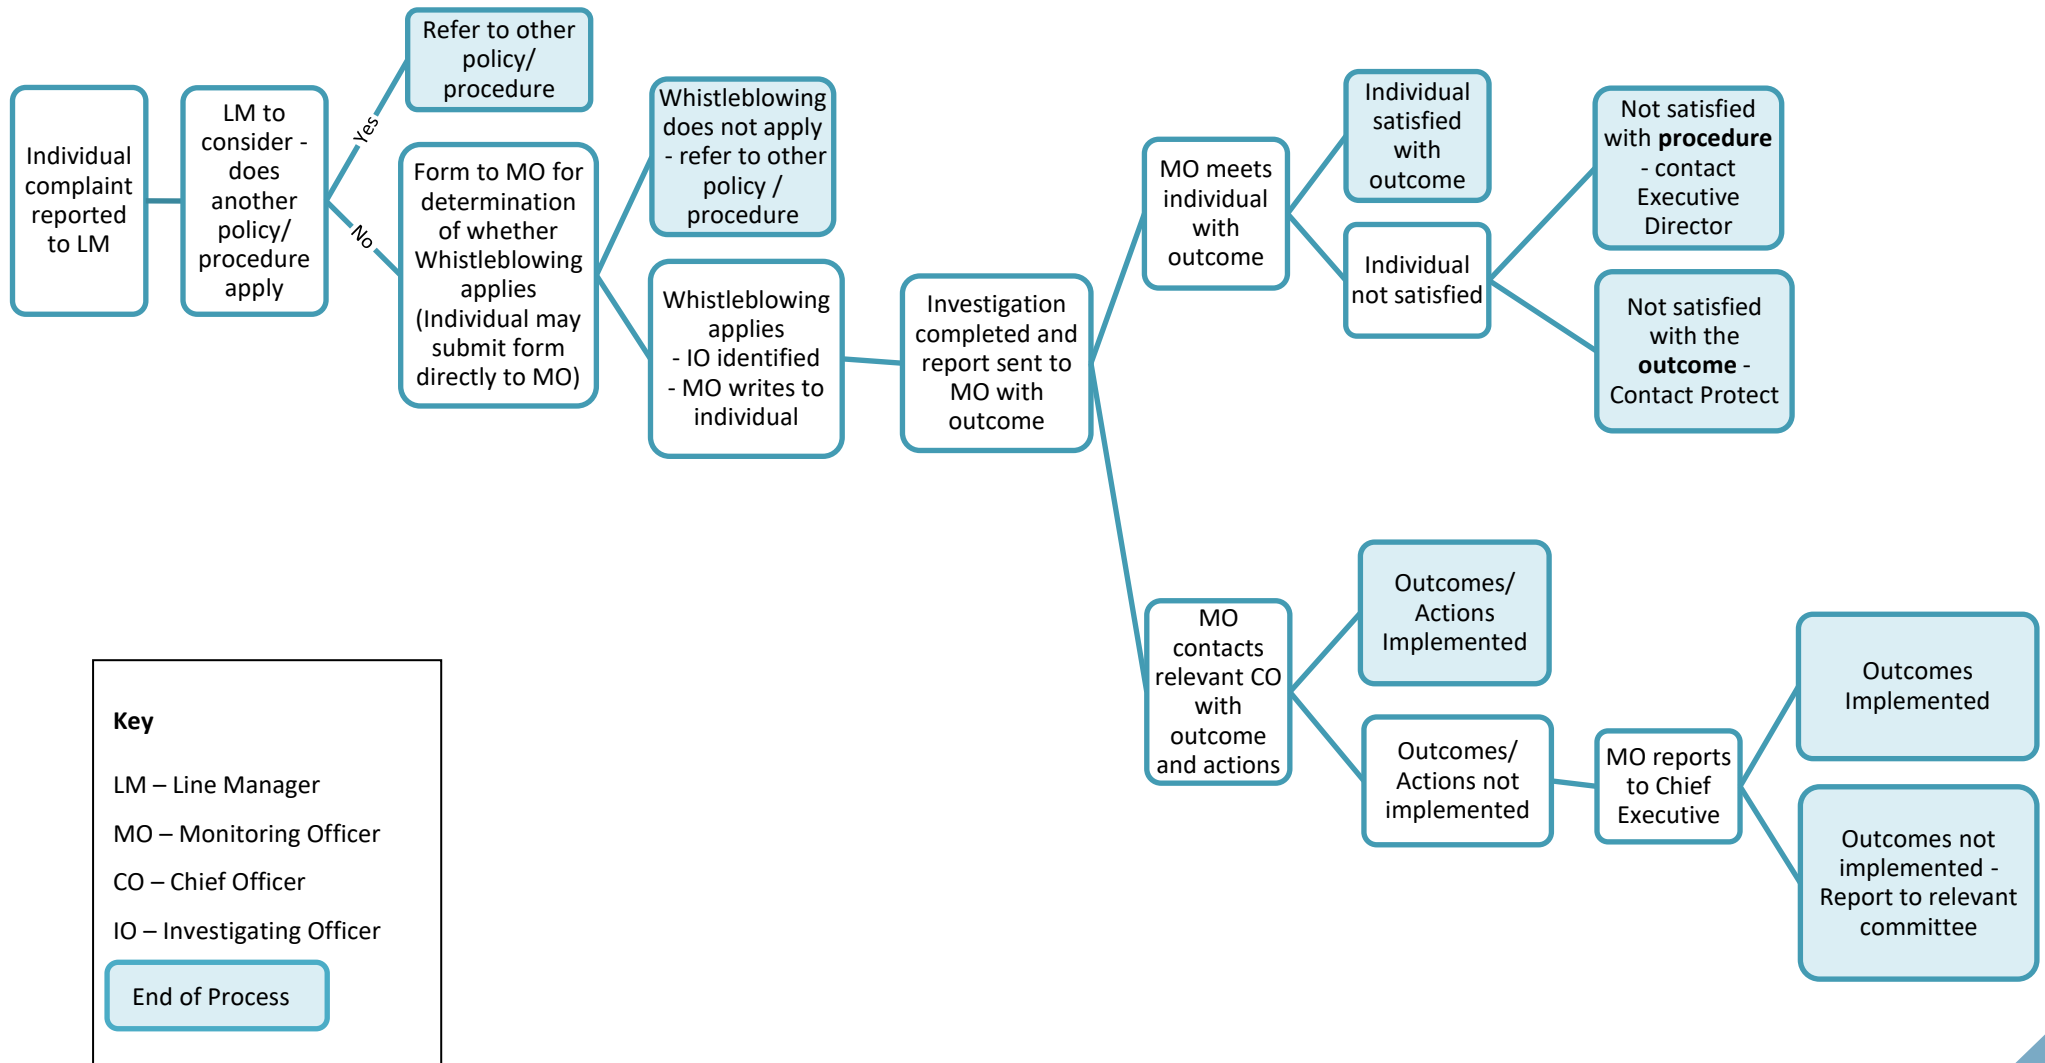 Individual
complaint
reported
to LM
LM to
consider -
does
another
policy/
procedure
apply
Yes
No
Refer to other
policy/
procedure
Form to MO for
determination
of whether
Whistleblowing
applies
(Individual may
submit form
directly to MO)
Whistleblowing
does not apply
- refer to other
policy /
procedure
Whistleblowing
applies
- IO identified
- MO writes to
individual
Investigation
completed and
report sent to
MO with
outcome
MO meets
individual
with
outcome
Individual
satisfied
with
outcome
Individual
not satisfied
Not satisfied
with procedure
- contact
Executive
Director
Not satisfied
with the
outcome -
Contact Protect
MO
contacts
relevant CO
with
outcome
and actions
Outcomes/
Actions
Implemented
Outcomes/
Actions not
implemented
MO reports
to Chief
Executive
Outcomes
Implemented
Outcomes not
implemented -
Report to relevant
committee
Key
LM – Line Manager
MO – Monitoring Officer
CO – Chief Officer
IO – Investigating Officer
End of Process